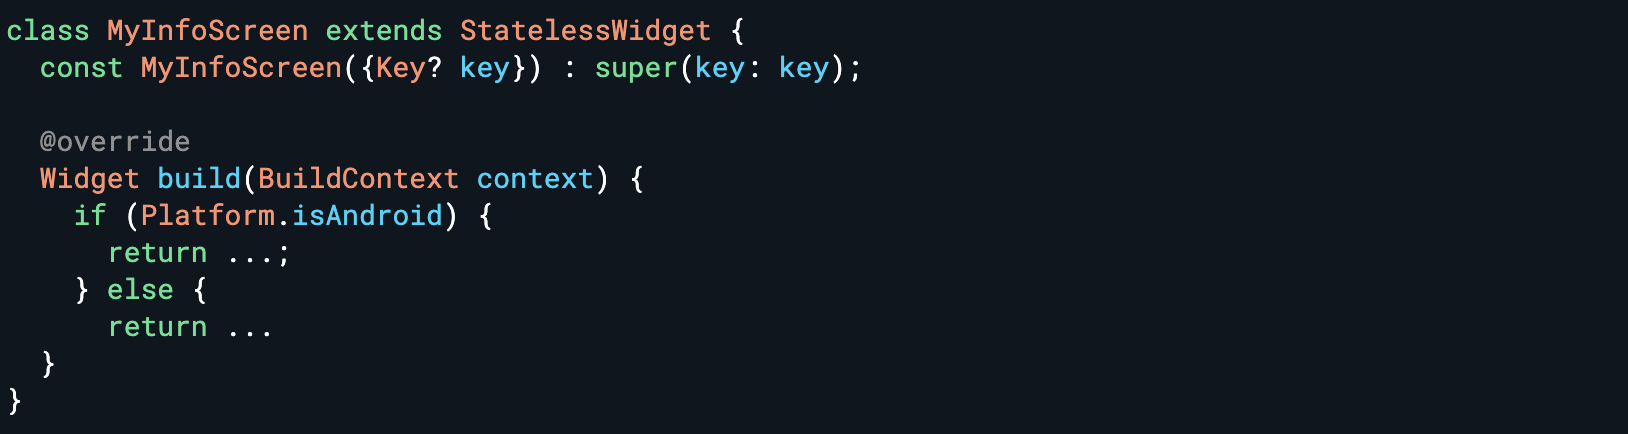 class MyInfoScreen extends StatelessWidget {
  const MyInfoScreen({Key? key}) : super(key: key);

  @override
  Widget build(BuildContext context) {
    if (Platform.isAndroid) {
      return ...;
    } else {
      return ...
  }
}